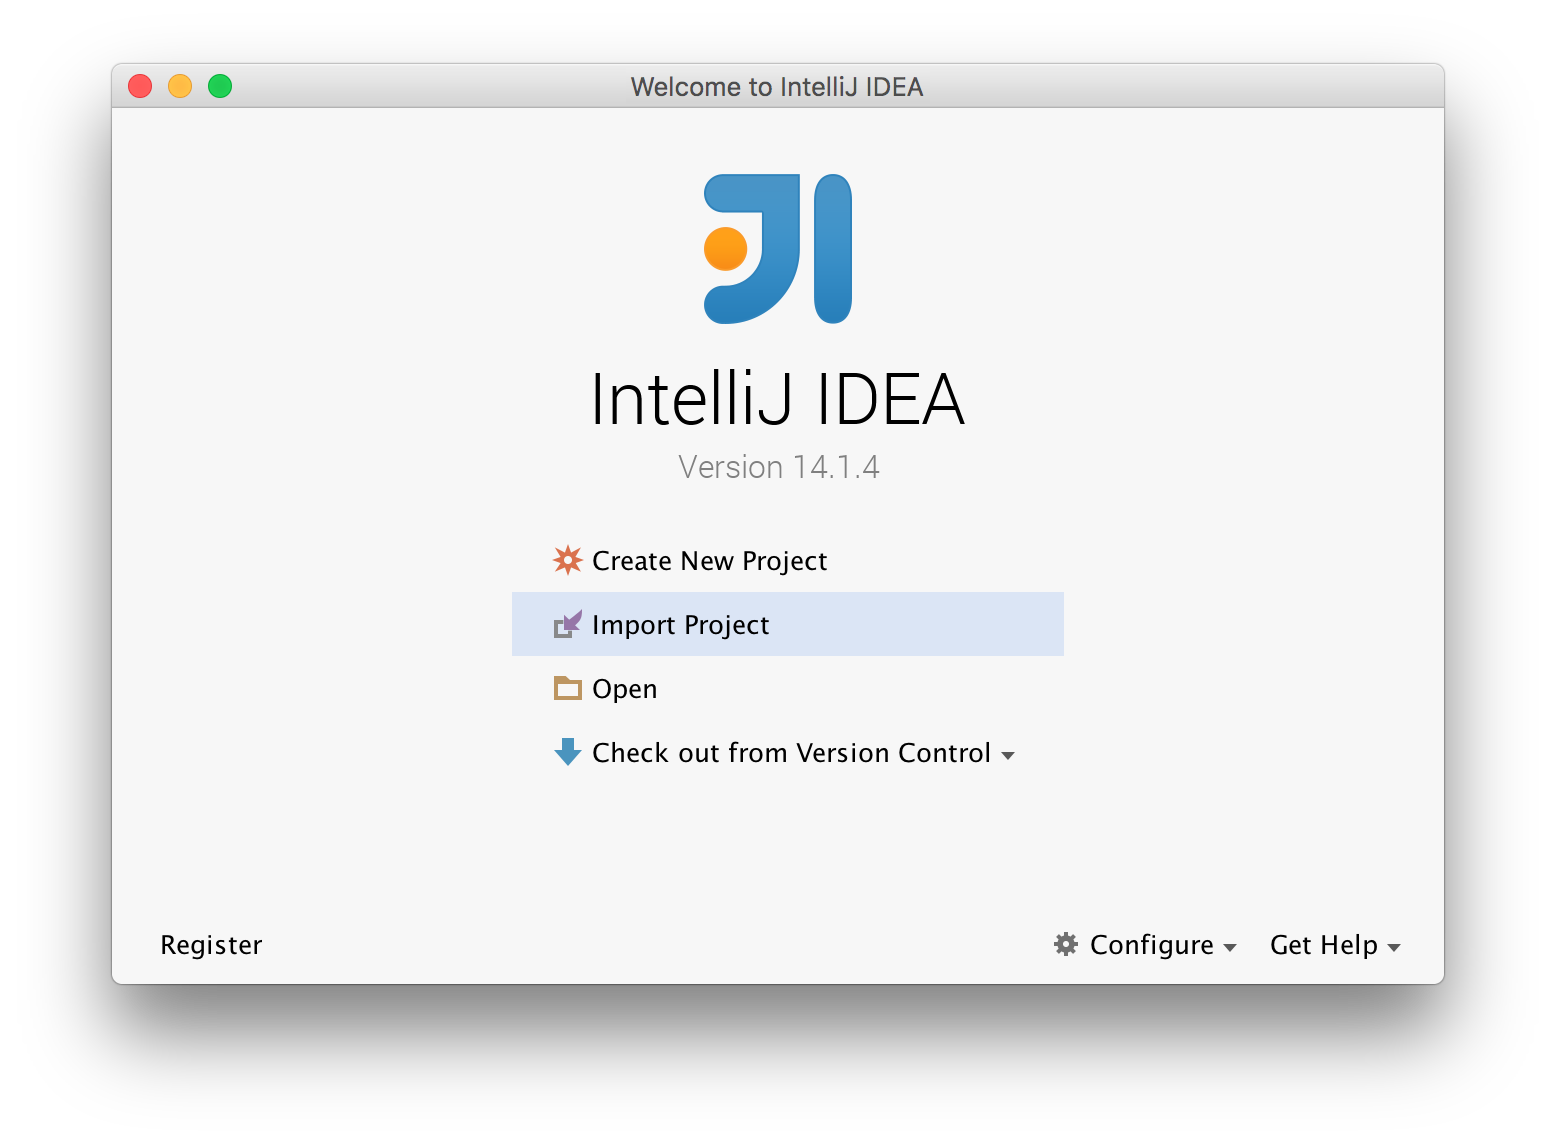 Welcome to IntelliJ IDEA
IntelliJ IDEA
Version 14.1.4
Create New Project
Import Project
Open
Check out from Version Control
Register
Configure
Get Help